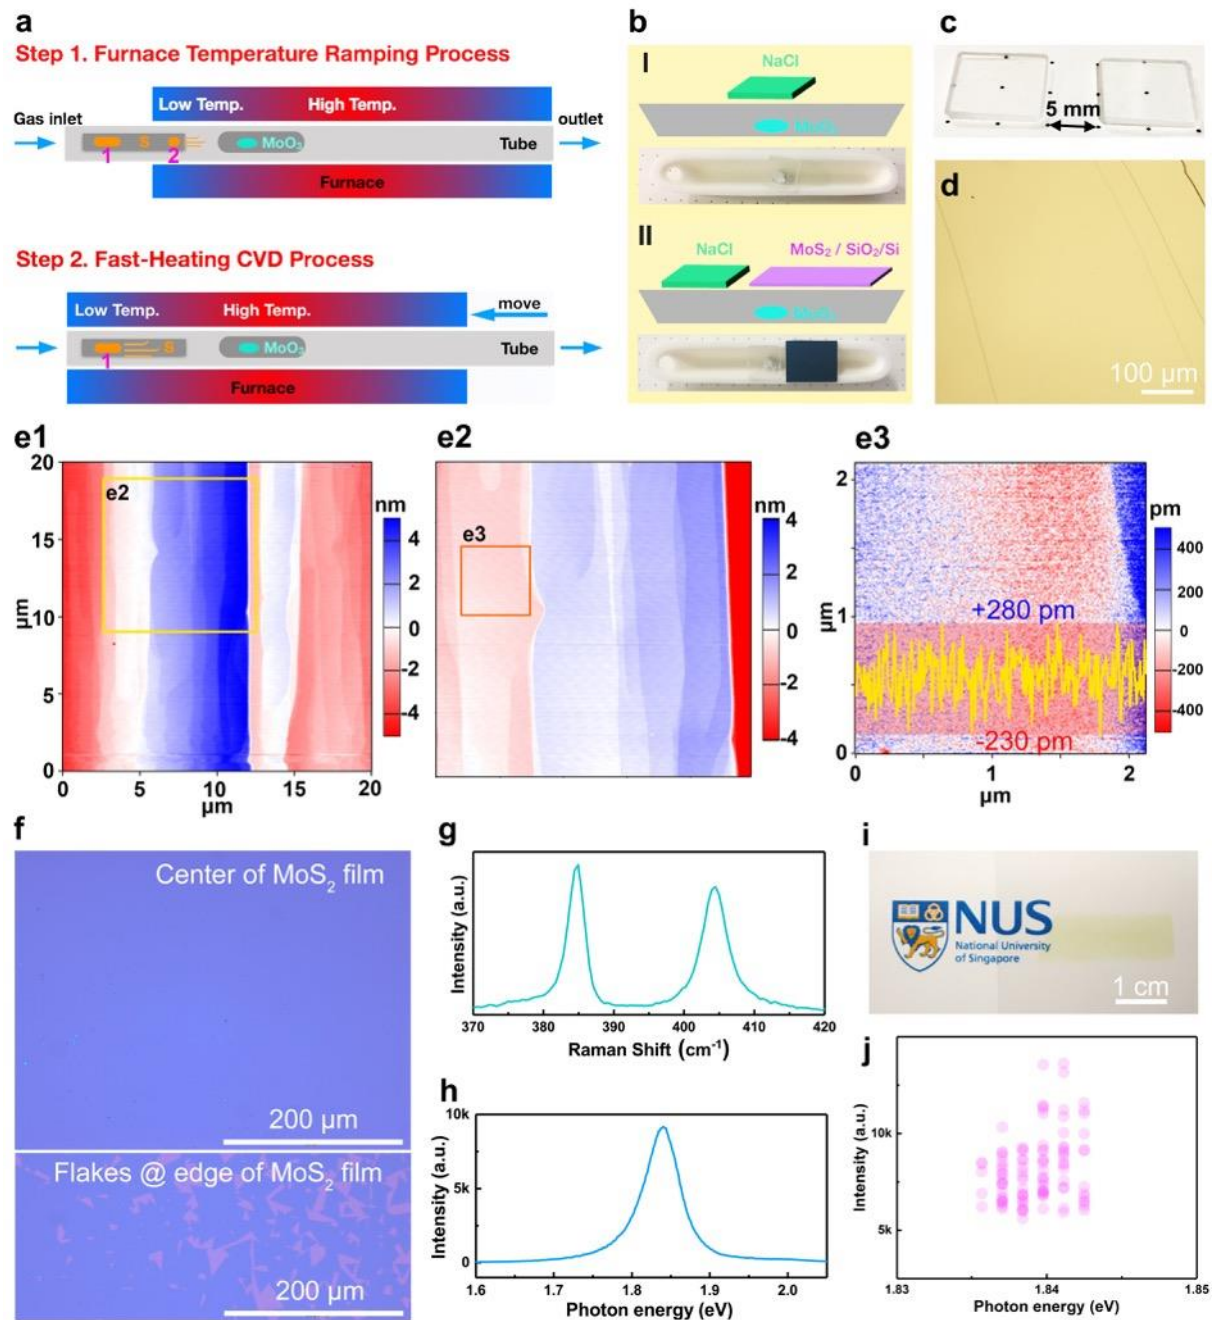 a
Step 1. Furnace Temperature Ramping Process
Low Temp. High Temp.
Gas inlet
outlet
S
MoO₃
Tube
1 2
Furnace
Step 2. Fast-Heating CVD Process
Low Temp. High Temp.
move
S
MoO₃
Tube
1
Furnace
b
I
NaCl
MoO₃
II
NaCl MoS₂ / SiO₂/Si
MoO₃
c
5 mm
d
100 µm
e1
20
15
10
5
0
µm
0 5 10 15 20
µm
e2
nm
4
2
0
-2
-4
e2
e3
nm
4
2
0
-2
-4
e3
2
1
0
µm
+280 pm
-230 pm
0 1 2
µm
pm
400
200
0
-200
-400
f
Center of MoS₂ film
200 µm
Flakes @ edge of MoS₂ film
200 µm
g
Intensity (a.u.)
370 380 390 400 410 420
Raman Shift (cm⁻¹)
h
10k
5k
0
Intensity (a.u.)
1.6 1.7 1.8 1.9 2.0
Photon energy (eV)
i
NUS
National University
of Singapore
1 cm
j
10k
5k
Intensity (a.u.)
1.83 1.84 1.85
Photon energy (eV)